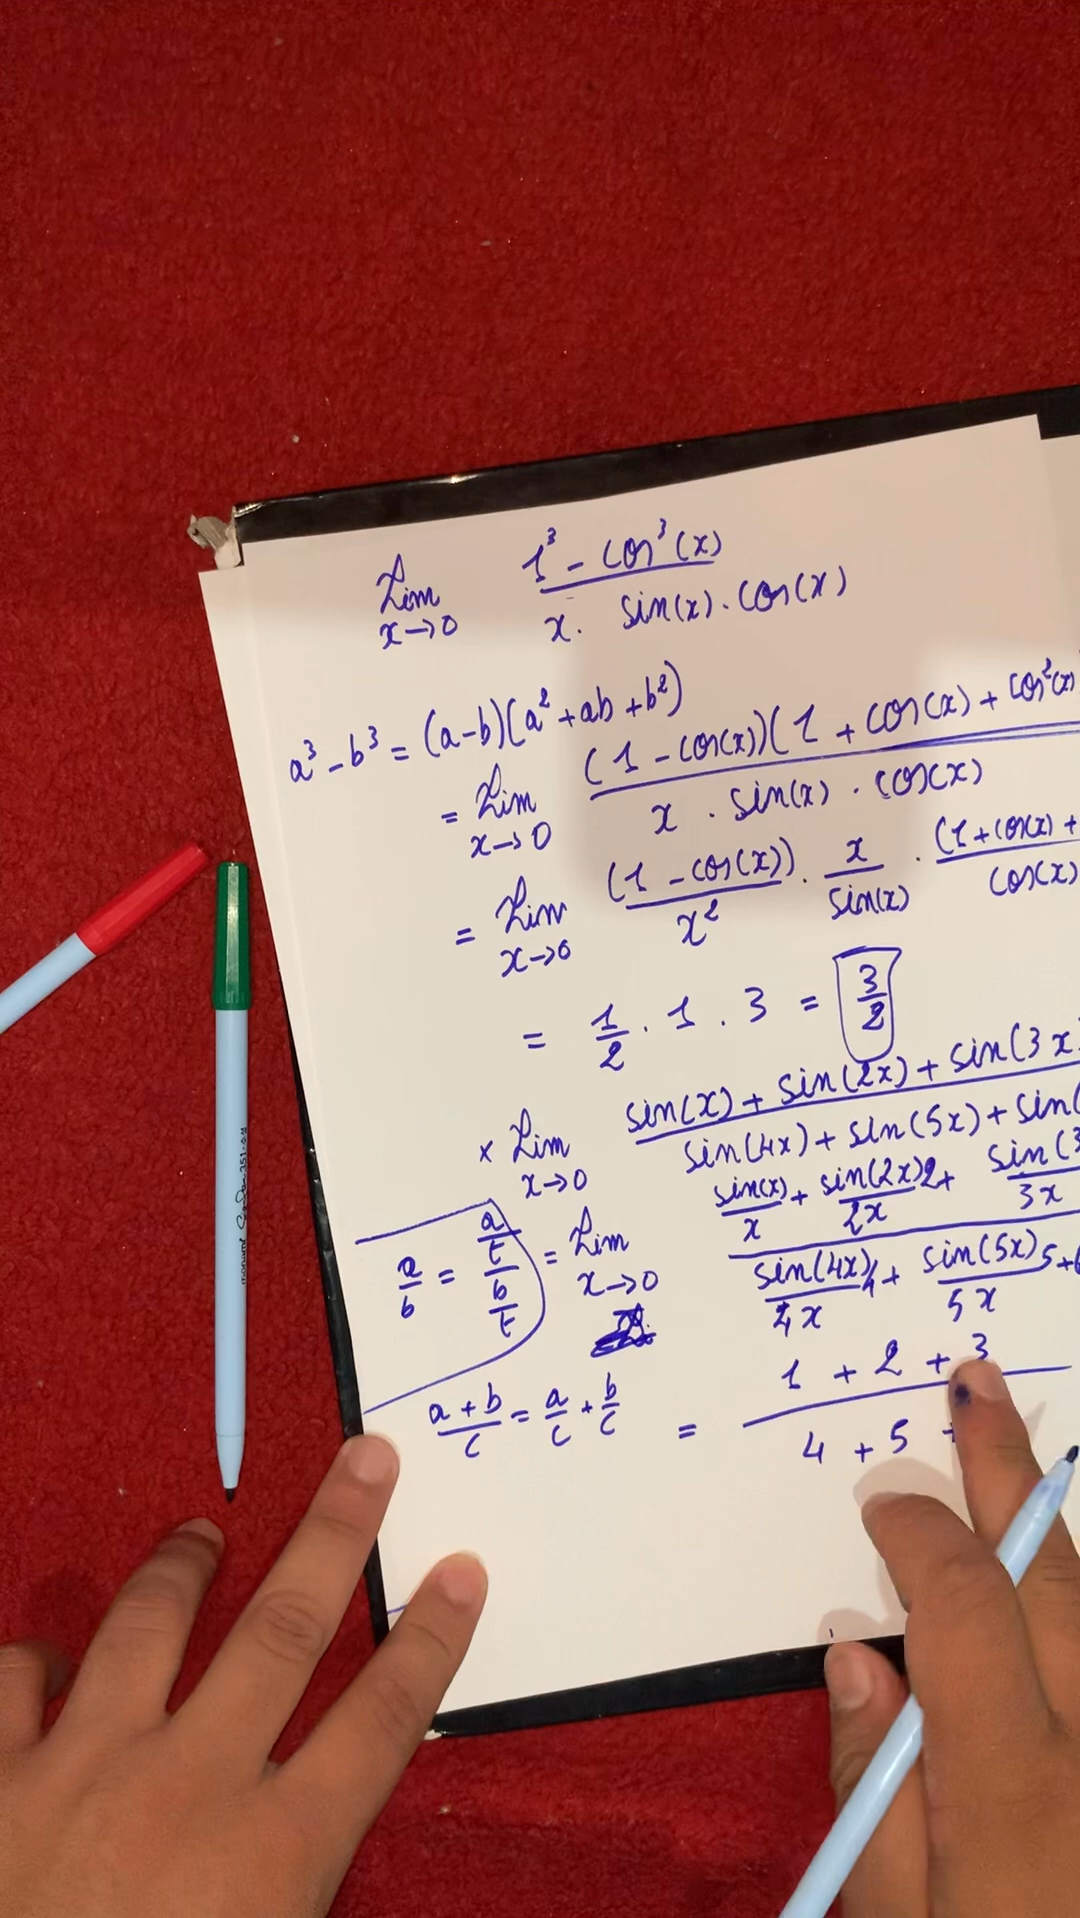 Lim x→0 1³ - cos³(x) / x. sin(x) . cos(x)
a³ - b³ = (a-b)(a² + ab + b²)
= Lim x→0 (1 - cos(x))(1 + cos(x) + cos²(x) / x . sin(x) . cos(x)
= Lim x→0 (1 - cos(x)) / x² . x / sin(x) . (1 + cos(x) + / cos(x)
= 1/2 . 1 . 3 = 3/2
x Lim x→0 sin(x) + sin(2x) + sin(3x) / sin(4x) + sin(5x) + sin(
a/b = a/t / b/t = Lim x→0 sin(x)/x + sin(2x)/2x 2 + sin(3 / 3x / sin(4x)/4x 4 + sin(5x)/5x 5 +
a + b / c = a/c + b/c = 1 + 2 + 3 / 4 + 5 +